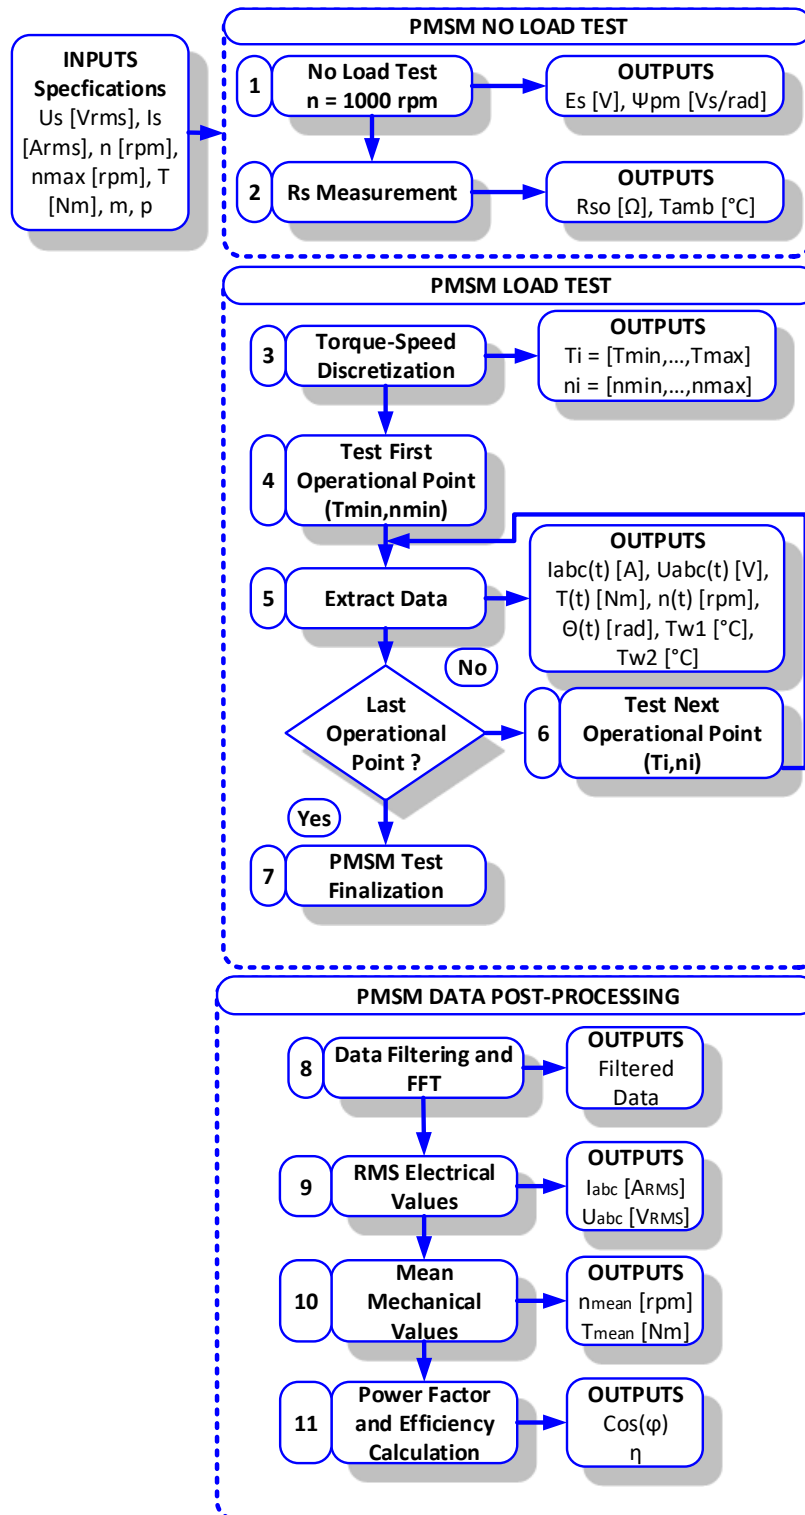 PMSM NO LOAD TEST
INPUTS
Specfications
Us [Vrms], Is
[Arms], n [rpm],
nmax [rpm], T
[Nm], m, p
1
No Load Test
n = 1000 rpm
OUTPUTS
Es [V], Ψpm [Vs/rad]
2
Rs Measurement
OUTPUTS
Rso [Ω], Tamb [°C]
PMSM LOAD TEST
3
Torque-Speed
Discretization
OUTPUTS
Ti = [Tmin,...,Tmax]
ni = [nmin,...,nmax]
4
Test First
Operational Point
(Tmin,nmin)
5
Extract Data
OUTPUTS
Iabc(t) [A], Uabc(t) [V],
T(t) [Nm], n(t) [rpm],
Θ(t) [rad], Tw1 [°C],
Tw2 [°C]
No
Last
Operational
Point ?
6
Test Next
Operational Point
(Ti,ni)
Yes
7
PMSM Test
Finalization
PMSM DATA POST-PROCESSING
8
Data Filtering and
FFT
OUTPUTS
Filtered
Data
9
RMS Electrical
Values
OUTPUTS
Iabc [ARMS]
Uabc [VRMS]
10
Mean
Mechanical
Values
OUTPUTS
nmean [rpm]
Tmean [Nm]
11
Power Factor
and Efficiency
Calculation
OUTPUTS
Cos(φ)
η